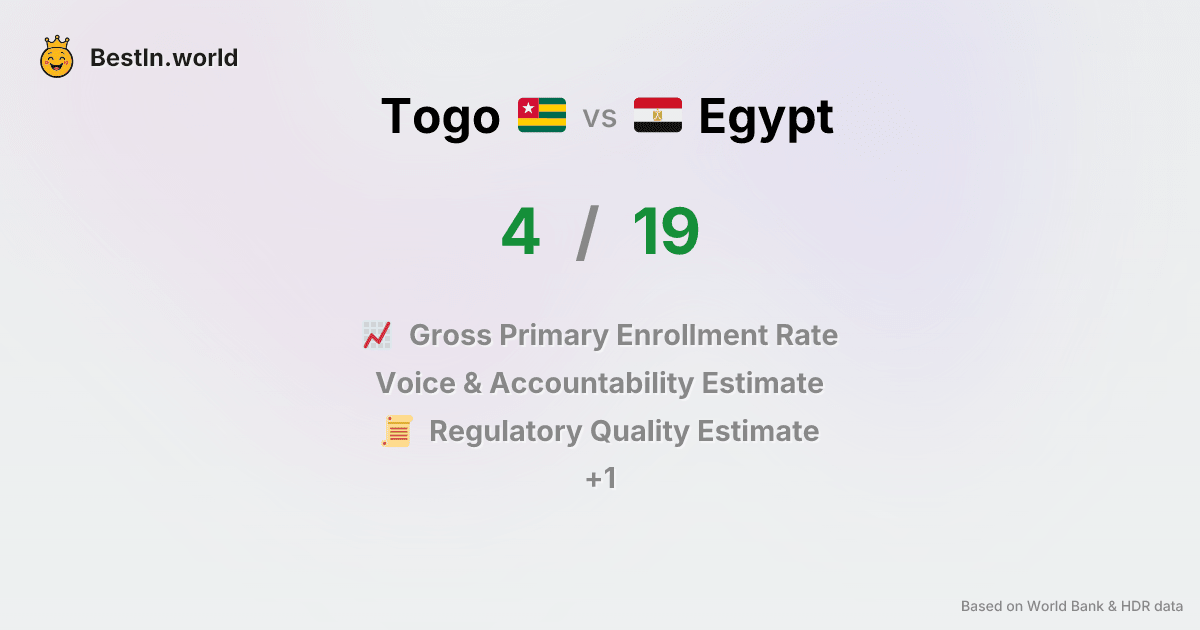 BestIn.world
Togo vs Egypt
4 / 19
Gross Primary Enrollment Rate
Voice & Accountability Estimate
Regulatory Quality Estimate
+1
Based on World Bank & HDR data